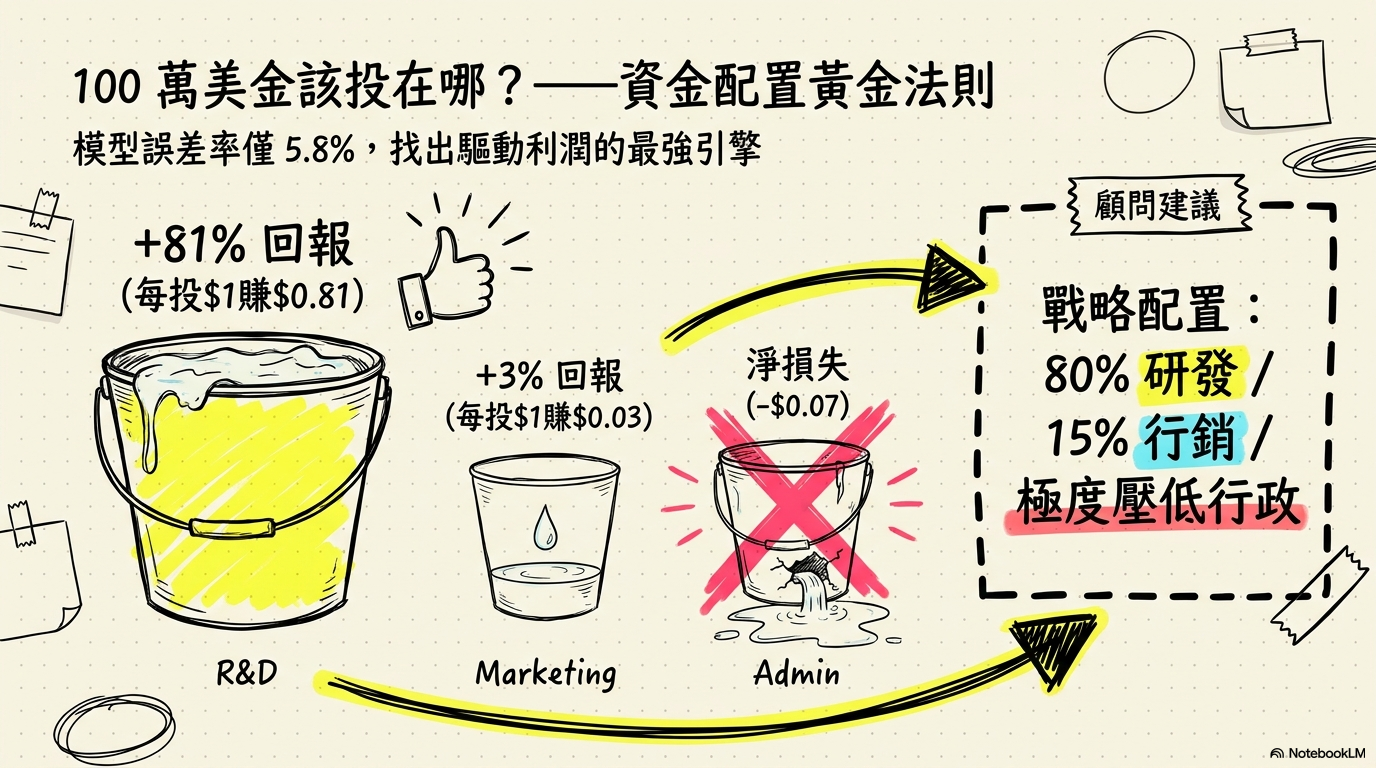 100 萬美金該投在哪？——資金配置黃金法則
模型誤差率僅 5.8%，找出驅動利潤的最強引擎
+81% 回報
(每投$1賺$0.81)
R&D
+3% 回報
(每投$1賺$0.03)
Marketing
淨損失
(-$0.07)
Admin
顧問建議
戰略配置：
80% 研發 /
15% 行銷 /
極度壓低行政
NotebookLM